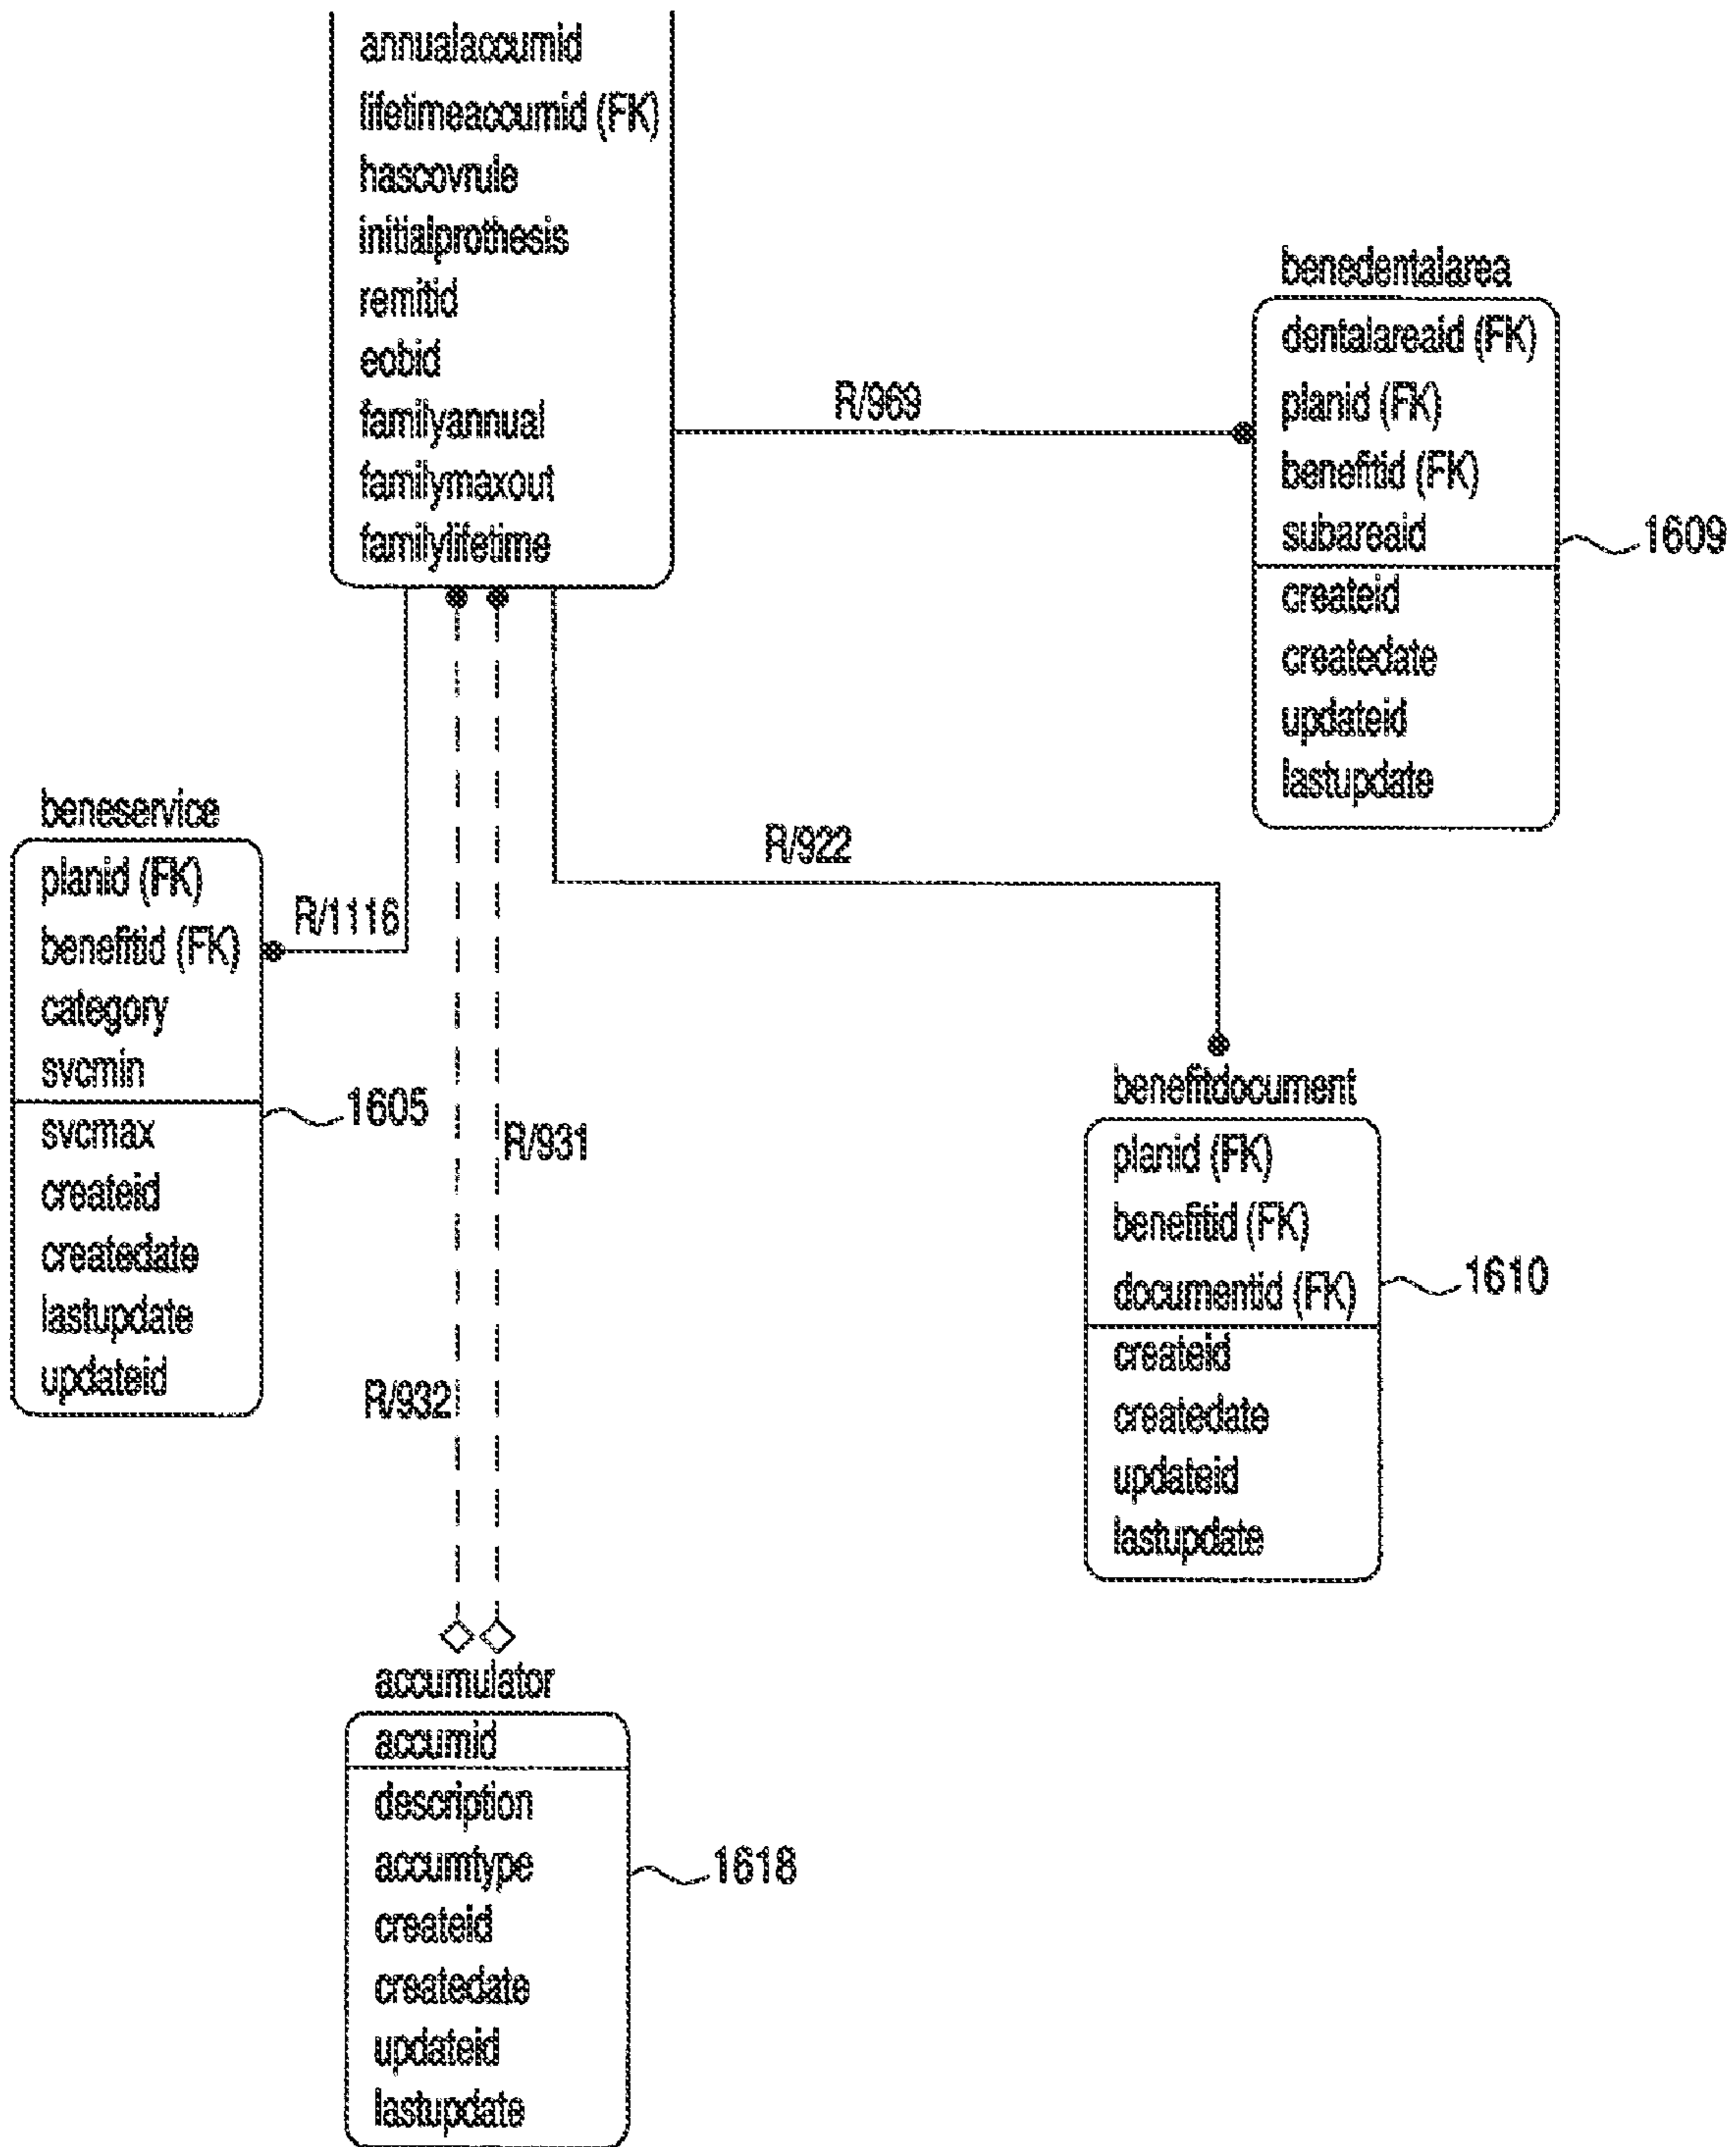 annualaccumid
lifetimeaccumid (FK)
hascovrule
initialprothesis
remitid
eobid
familyannual
familymaxout
familylifetime
R/969
benedentalarea
dentalareaid (FK)
planid (FK)
benefitid (FK)
subareaid
1609
createid
createdate
updateid
lastupdate
beneservice
planid (FK)
benefitid (FK)
category
svcmin
1605
svcmax
createid
createdate
lastupdate
updateid
R/1116
R/922
R/931
R/932
benefitdocument
planid (FK)
benefitid (FK)
documentid (FK)
1610
createid
createdate
updateid
lastupdate
accumulator
accumid
description
accumtype
1618
createid
createdate
updateid
lastupdate